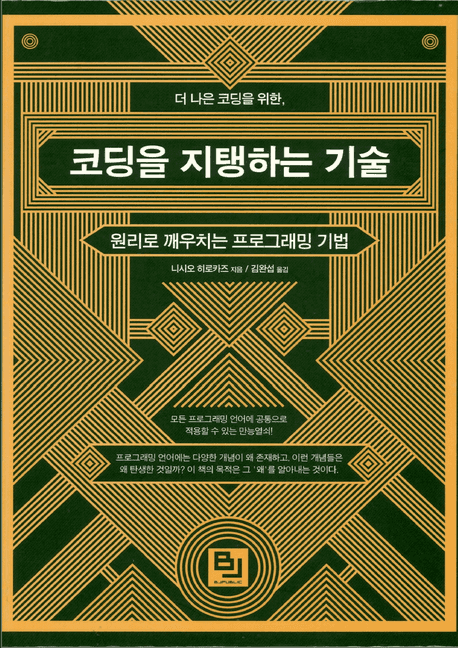 더 나은 코딩을 위한,
코딩을 지탱하는 기술
원리로 깨우치는 프로그래밍 기법
니시오 히로카즈 지음 / 김완섭 옮김
모든 프로그래밍 언어에 공통으로
적용할 수 있는 만능열쇠!
프로그래밍 언어에는 다양한 개념이 왜 존재하고, 이런 개념들은
왜 탄생한 것일까? 이 책의 목적은 그 '왜'를 알아내는 것이다.
BJ
BJPUBLIC